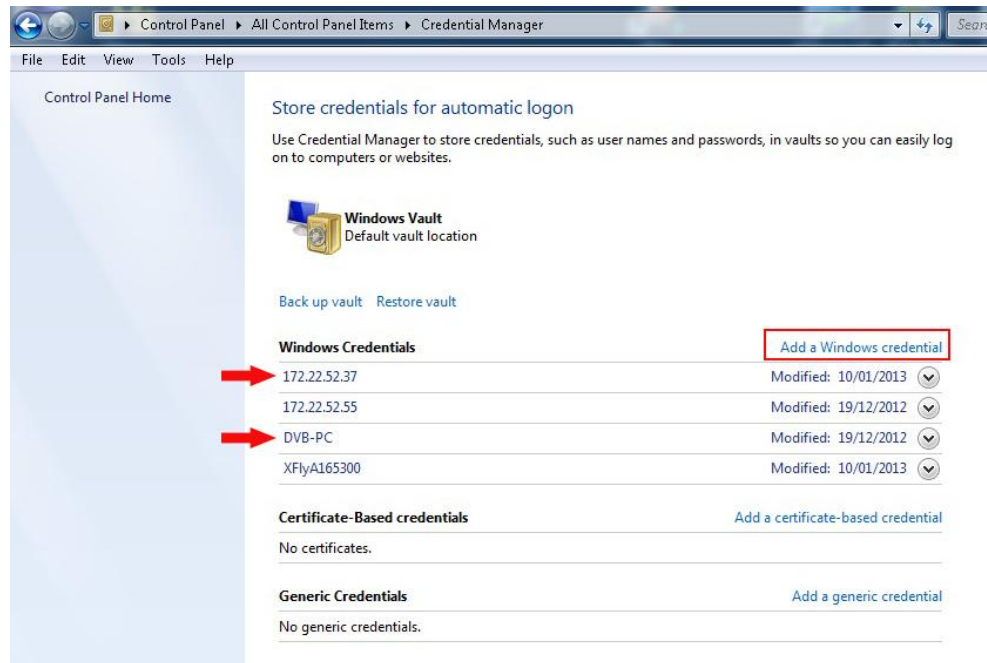 Control Panel ▸ All Control Panel Items ▸ Credential Manager
File Edit View Tools Help
Control Panel Home
Store credentials for automatic logon
Use Credential Manager to store credentials, such as user names and passwords, in vaults so you can easily log
on to computers or websites.
Windows Vault
Default vault location
Back up vault Restore vault
Windows Credentials Add a Windows credential
172.22.52.37 Modified: 10/01/2013
172.22.52.55 Modified: 19/12/2012
DVB-PC Modified: 19/12/2012
XFlyA165300 Modified: 10/01/2013
Certificate-Based credentials Add a certificate-based credential
No certificates.
Generic Credentials Add a generic credential
No generic credentials.